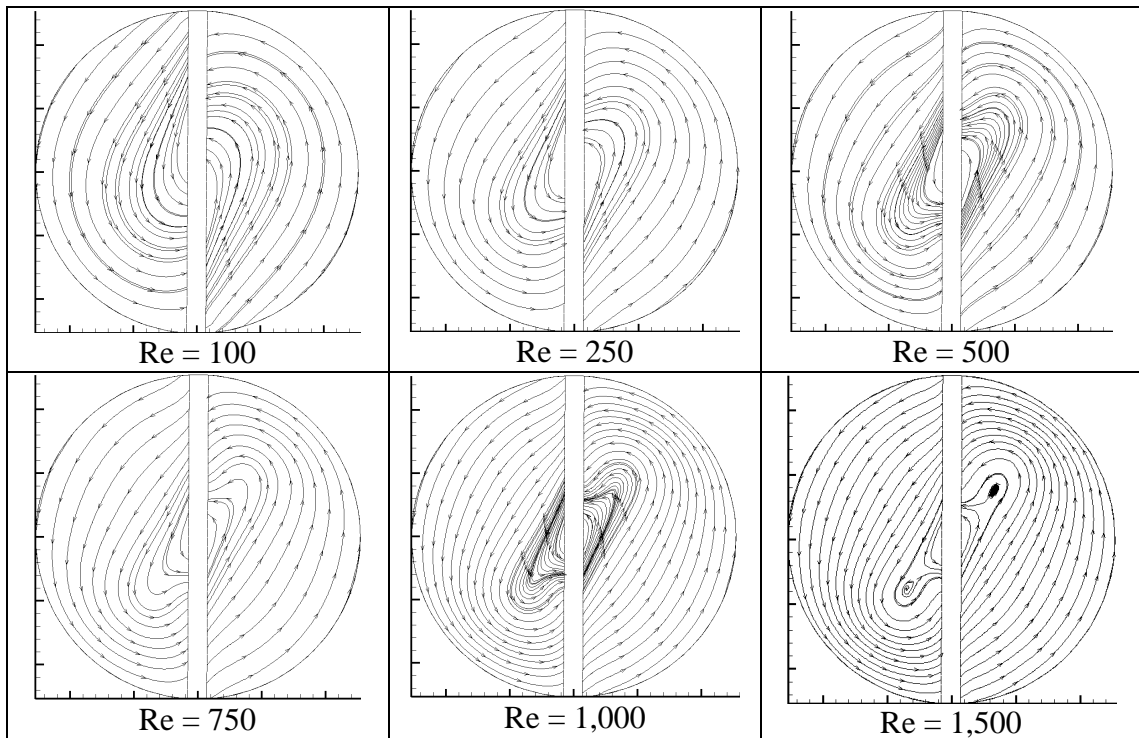 Re = 100
Re = 250
Re = 500
Re = 750
Re = 1,000
Re = 1,500